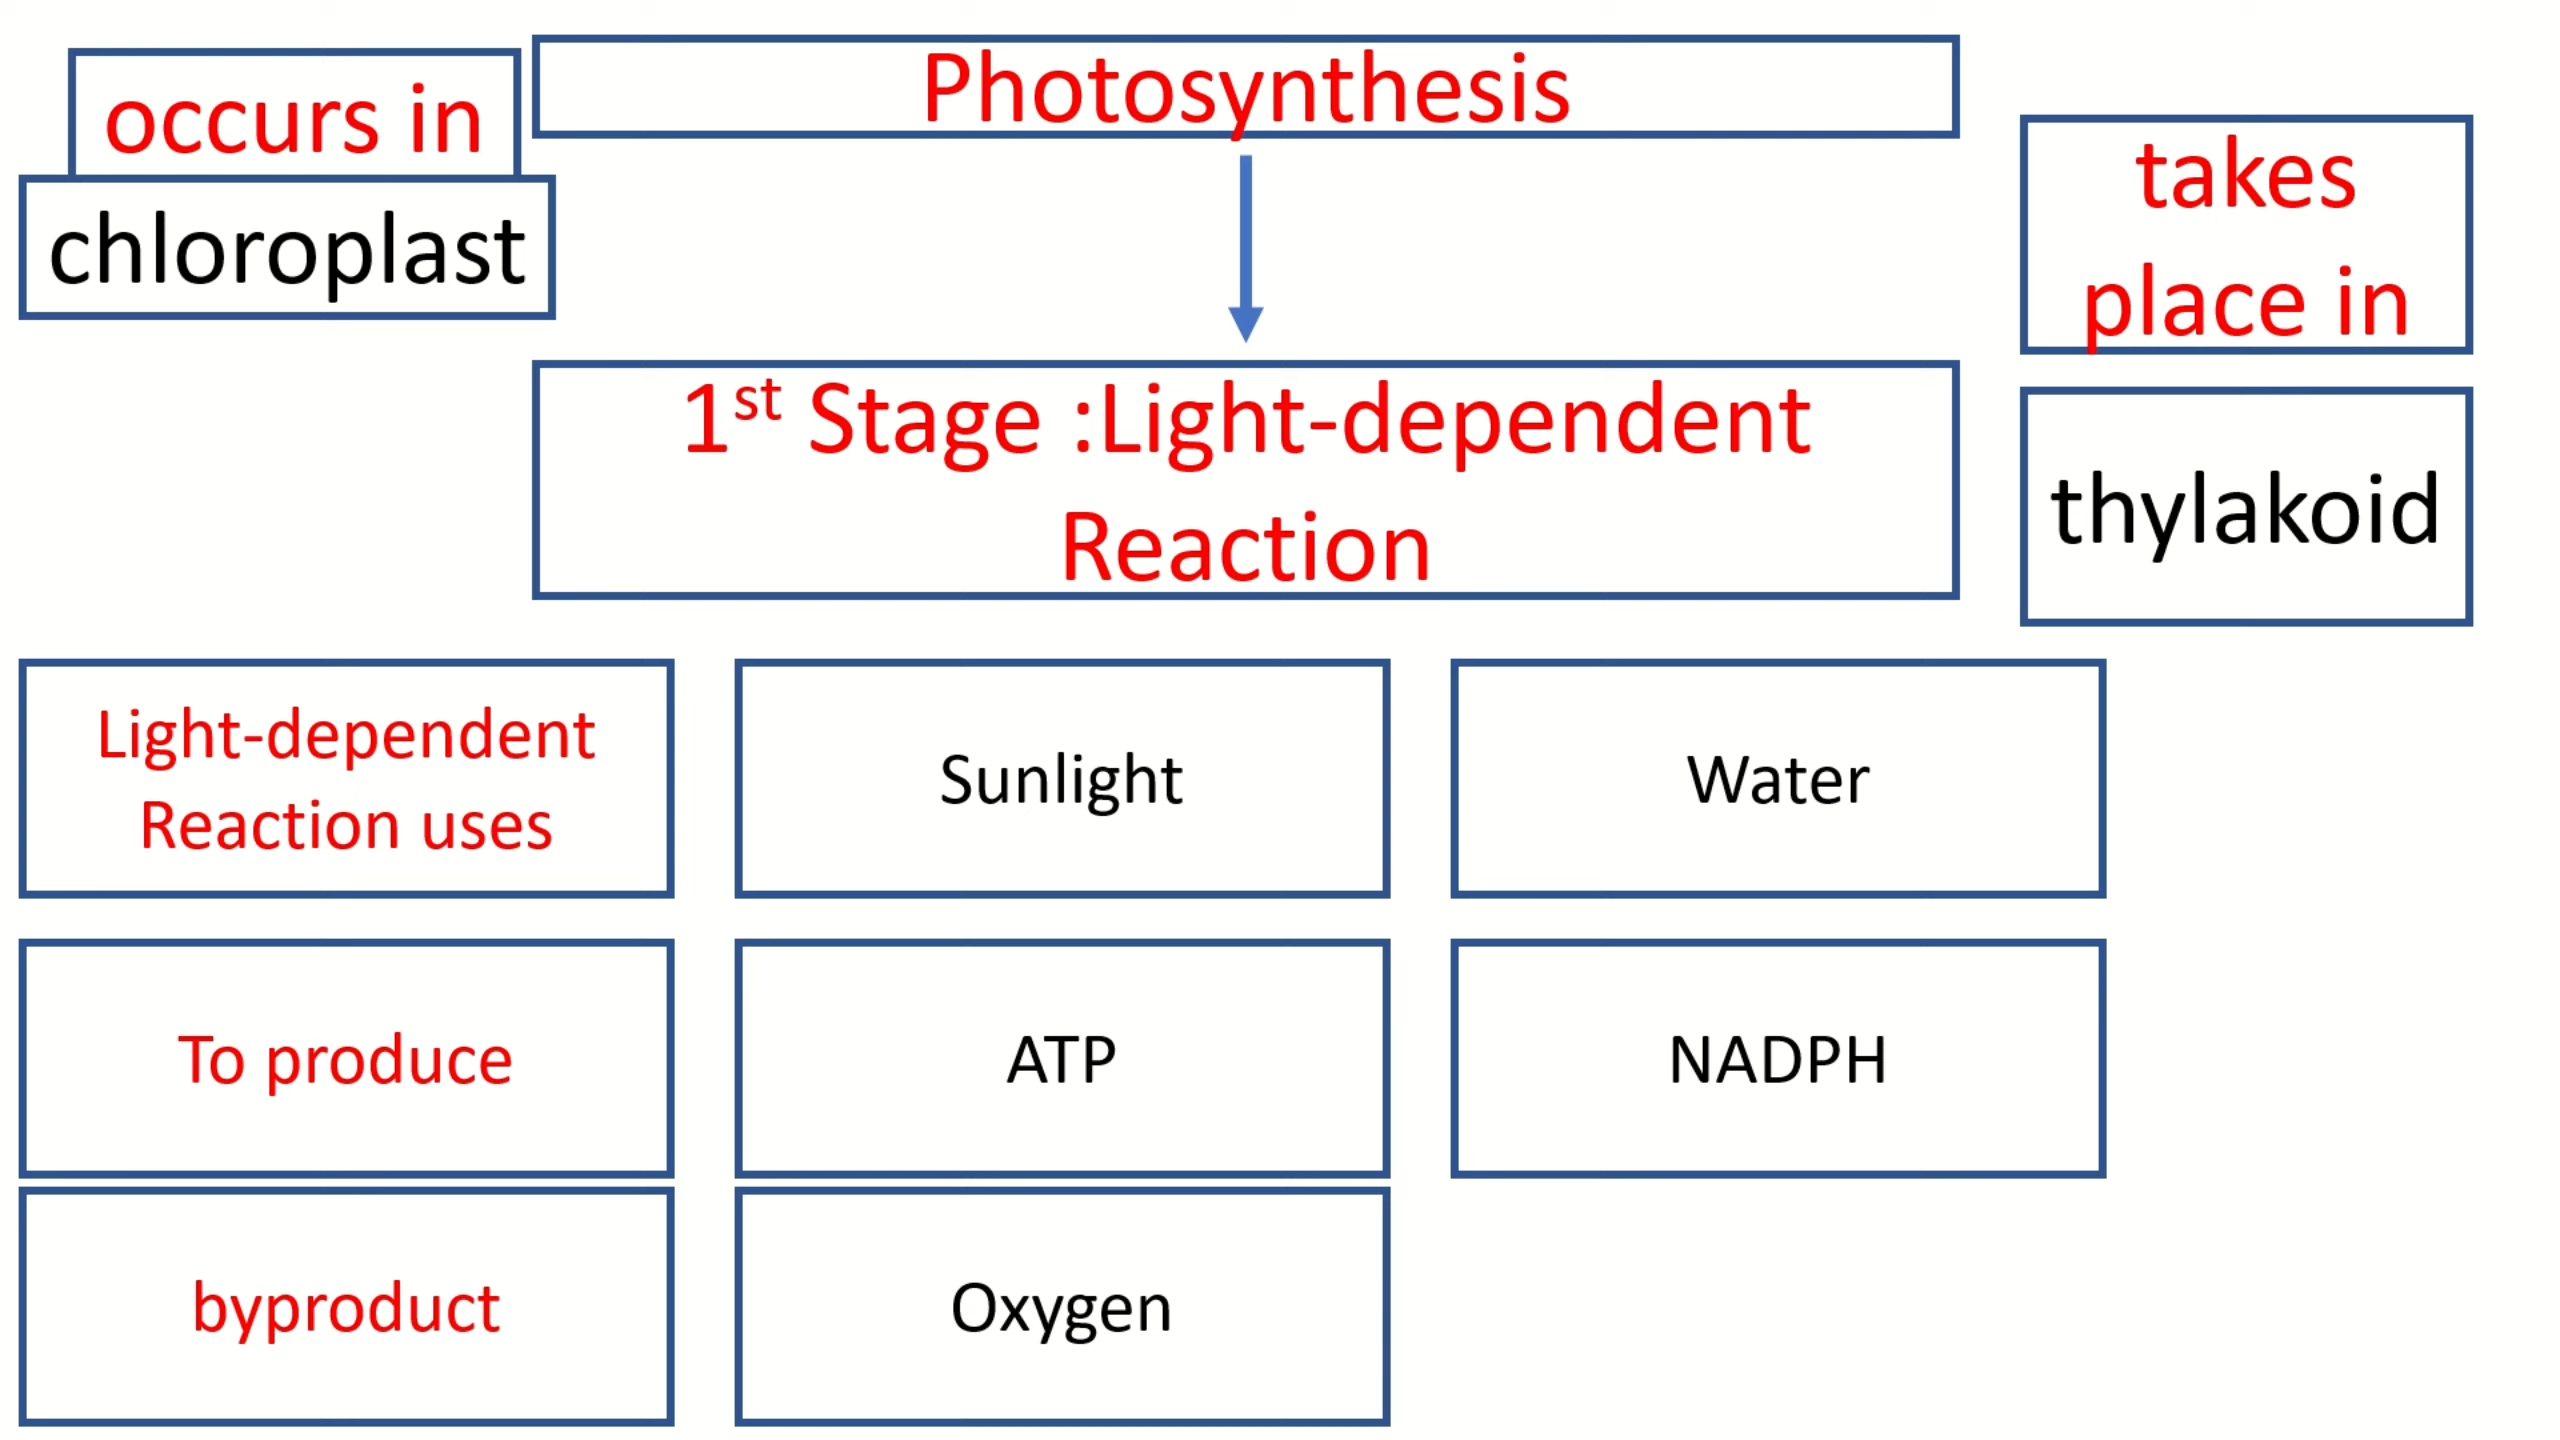 occurs in
chloroplast
Photosynthesis
takes
place in
thylakoid
1st Stage :Light-dependent
Reaction
Light-dependent
Reaction uses
Sunlight
Water
To produce
ATP
NADPH
byproduct
Oxygen